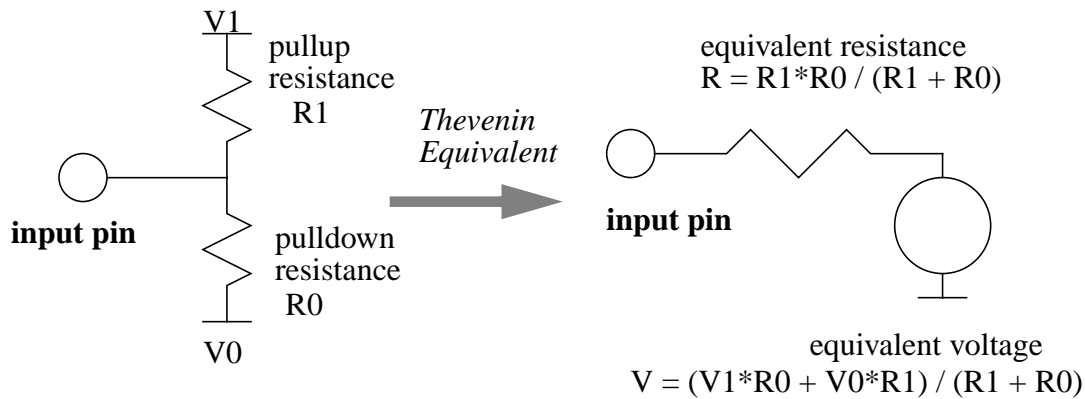 V1
pullup
resistance
R1
input pin
pulldown
resistance
R0
V0
Thevenin
Equivalent
equivalent resistance
R = R1*R0 / (R1 + R0)
input pin
equivalent voltage
V = (V1*R0 + V0*R1) / (R1 + R0)